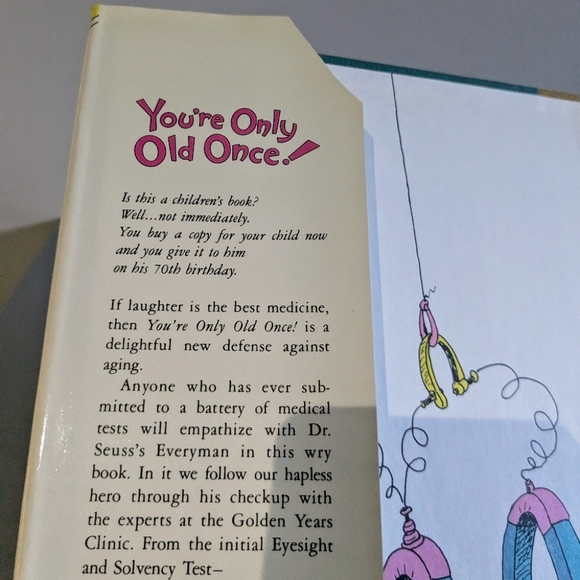 You're Only
Old Once!
Is this a children's book?
Well...not immediately.
You buy a copy for your child now
and you give it to him
on his 70th birthday.
If laughter is the best medicine,
then You're Only Old Once! is a
delightful new defense against
aging.
Anyone who has ever sub-
mitted to a battery of medical
tests will empathize with Dr.
Seuss's Everyman in this wry
book. In it we follow our hapless
hero through his checkup with
the experts at the Golden Years
Clinic. From the initial Eyesight
and Solvency Test—